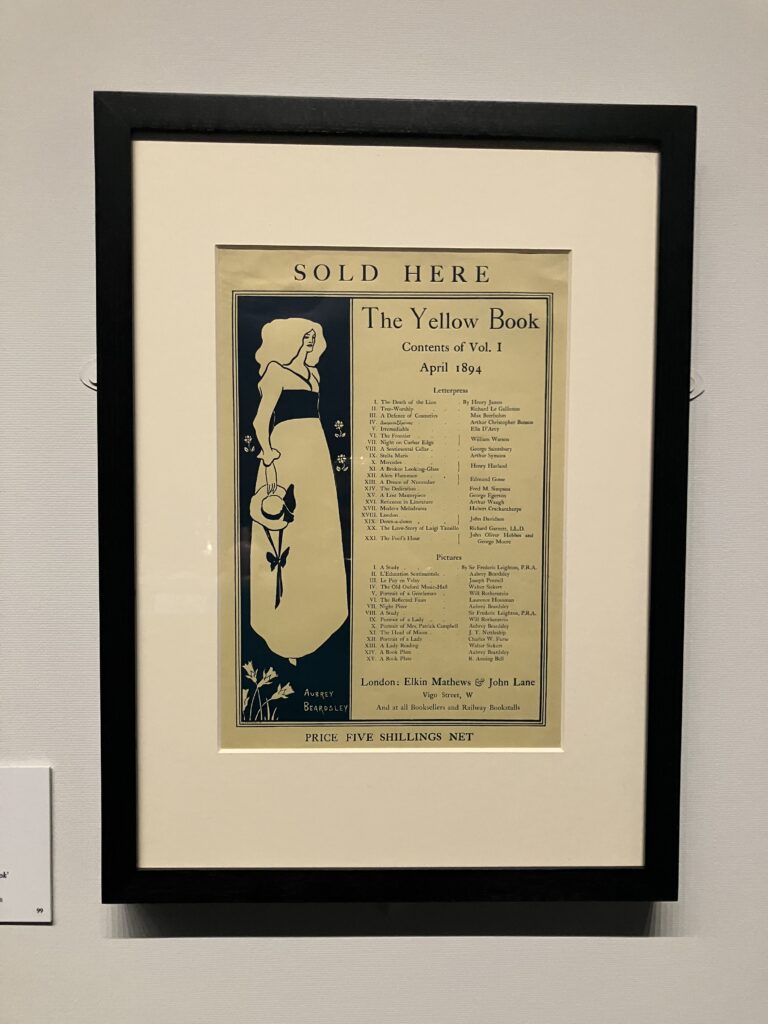 SOLD HERE
The Yellow Book
Contents of Vol. I
April 1894
Letterpress
I. The Death of the Lion . By Henry James
II. Tree-Worship . . Richard Le Gallienne
III. A Defence of Cosmetics . Max Beerbohm
IV. . Arthur Christopher Benson
V. Irremediable . . Ella D'Arcy
VI. The Frontier .
VII. Night on Curbar Edge . William Watson
VIII. A Sentimental Cellar . . George Saintsbury
IX. Stella Maris . . Arthur Symons
X. Mercedes .
XI. A Broken Looking-Glass Henry Harland
XII. Alere Flammam .
XIII. A Dream of November . Edmund Gosse
XIV. The Dedication . . Fred M. Simpson
XV. A Lost Masterpiece . George Egerton
XVI. Reticence in Literature . Arthur Waugh
XVII. Modern Melodrama . Hubert Crackanthorpe
XVIII. London .
XIX. Down-a-down . John Davidson
XX. The Love-Story of Luigi Tansillo Richard Garnett, LL.D.
XXI. The Fool's Hour . John Oliver Hobbes and
George Moore
Pictures
I. A Study . . By Sir Frederic Leighton, P.R.A.
II. L'Education Sentimentale . Aubrey Beardsley
III. Le Puy en Velay . Joseph Pennell
IV. The Old Oxford Music-Hall Walter Sickert
V. Portrait of a Gentleman . Will Rothenstein
VI. The Reflected Faun . Laurence Housman
VII. Night Piece . . Aubrey Beardsley
VIII. A Study . . Sir Frederic Leighton, P.R.A.
IX. Portrait of a Lady . . Will Rothenstein
X. Portrait of Mrs. Patrick Campbell Aubrey Beardsley
XI. The Head of Minos . . J. T. Nettleship
XII. Portrait of a Lady . Charles W. Furse
XIII. A Lady Reading . Walter Sickert
XIV. A Book Plate . . Aubrey Beardsley
XV. A Book Plate . . R. Anning Bell
London: Elkin Mathews & John Lane
Vigo Street, W
And at all Booksellers and Railway Bookstalls
AUBREY
BEARDSLEY
PRICE FIVE SHILLINGS NET
99